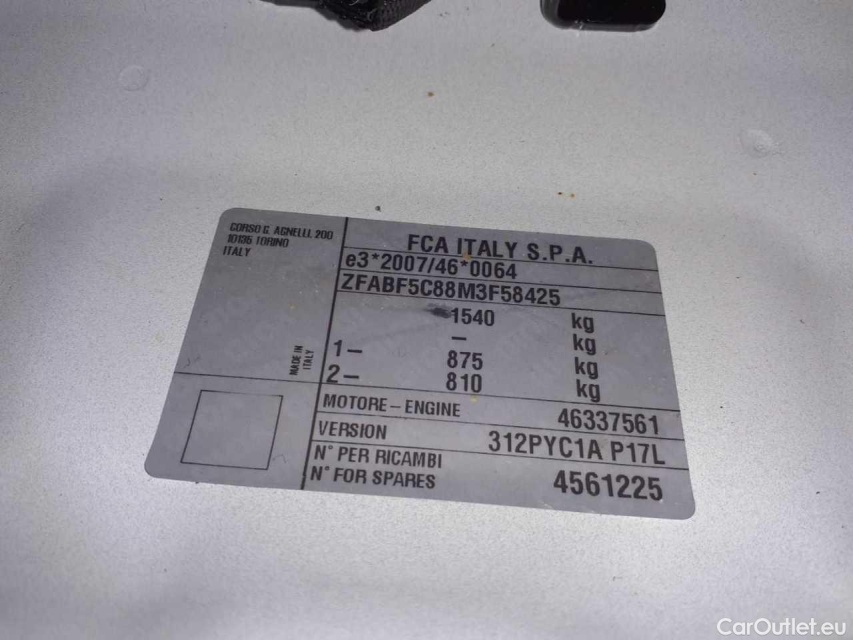 CORSO G. AGNELLI, 200
10135 TORINO
ITALY
MADE IN
ITALY
FCA ITALY S.P.A.
e3*2007/46*0064
ZFABF5C88M3F58425
1540 kg
– kg
1– 875 kg
2– 810 kg
MOTORE – ENGINE 46337561
VERSION 312PYC1A P17L
N° PER RICAMBI
N° FOR SPARES 4561225
CarOutlet.eu